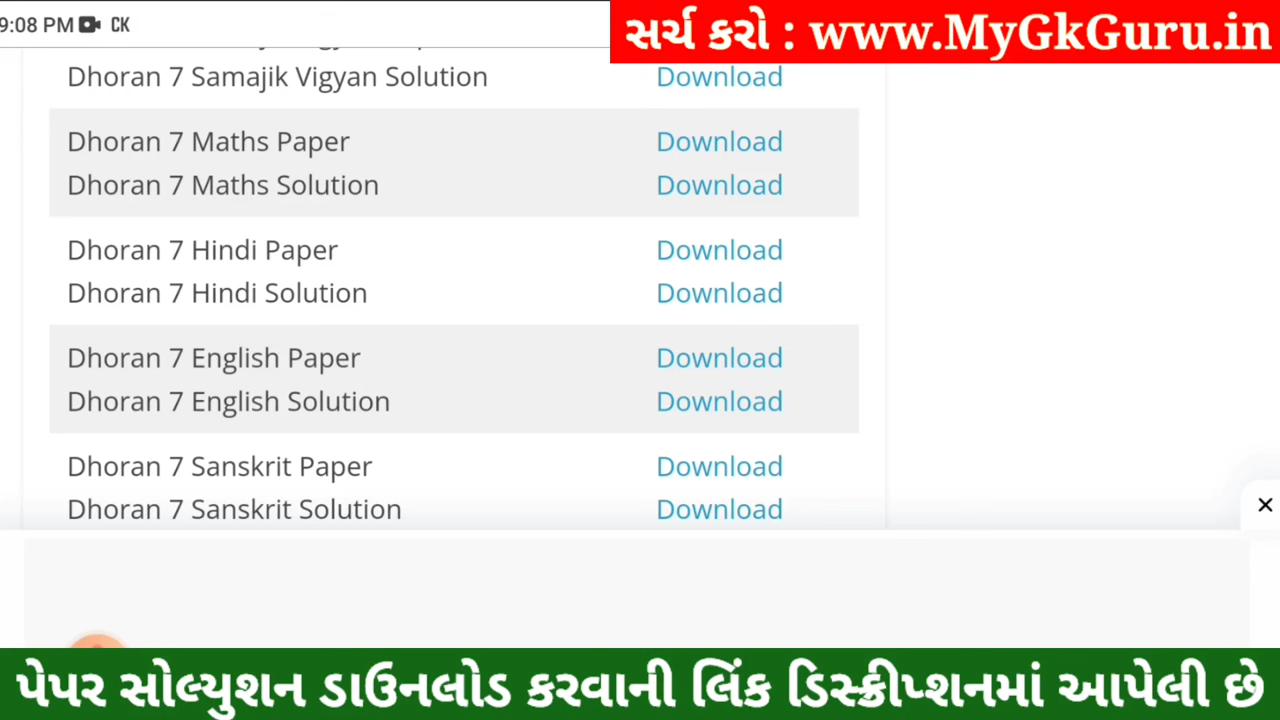 9:08 PM CK
સર્ચ કરો : www.MyGkGuru.in
Dhoran 7 Samajik Vigyan Solution Download
Dhoran 7 Maths Paper Download
Dhoran 7 Maths Solution Download
Dhoran 7 Hindi Paper Download
Dhoran 7 Hindi Solution Download
Dhoran 7 English Paper Download
Dhoran 7 English Solution Download
Dhoran 7 Sanskrit Paper Download
Dhoran 7 Sanskrit Solution Download
પેપર સોલ્યુશન ડાઉનલોડ કરવાની લિંક ડિસ્ક્રીપ્શનમાં આપેલી છે